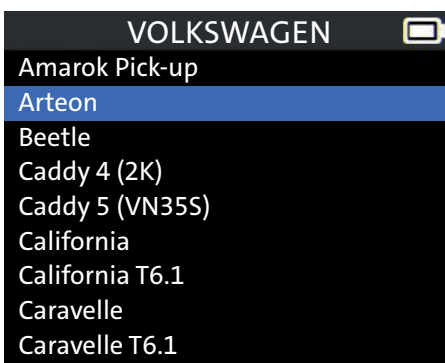 VOLKSWAGEN
Amarok Pick-up
Arteon
Beetle
Caddy 4 (2K)
Caddy 5 (VN35S)
California
California T6.1
Caravelle
Caravelle T6.1